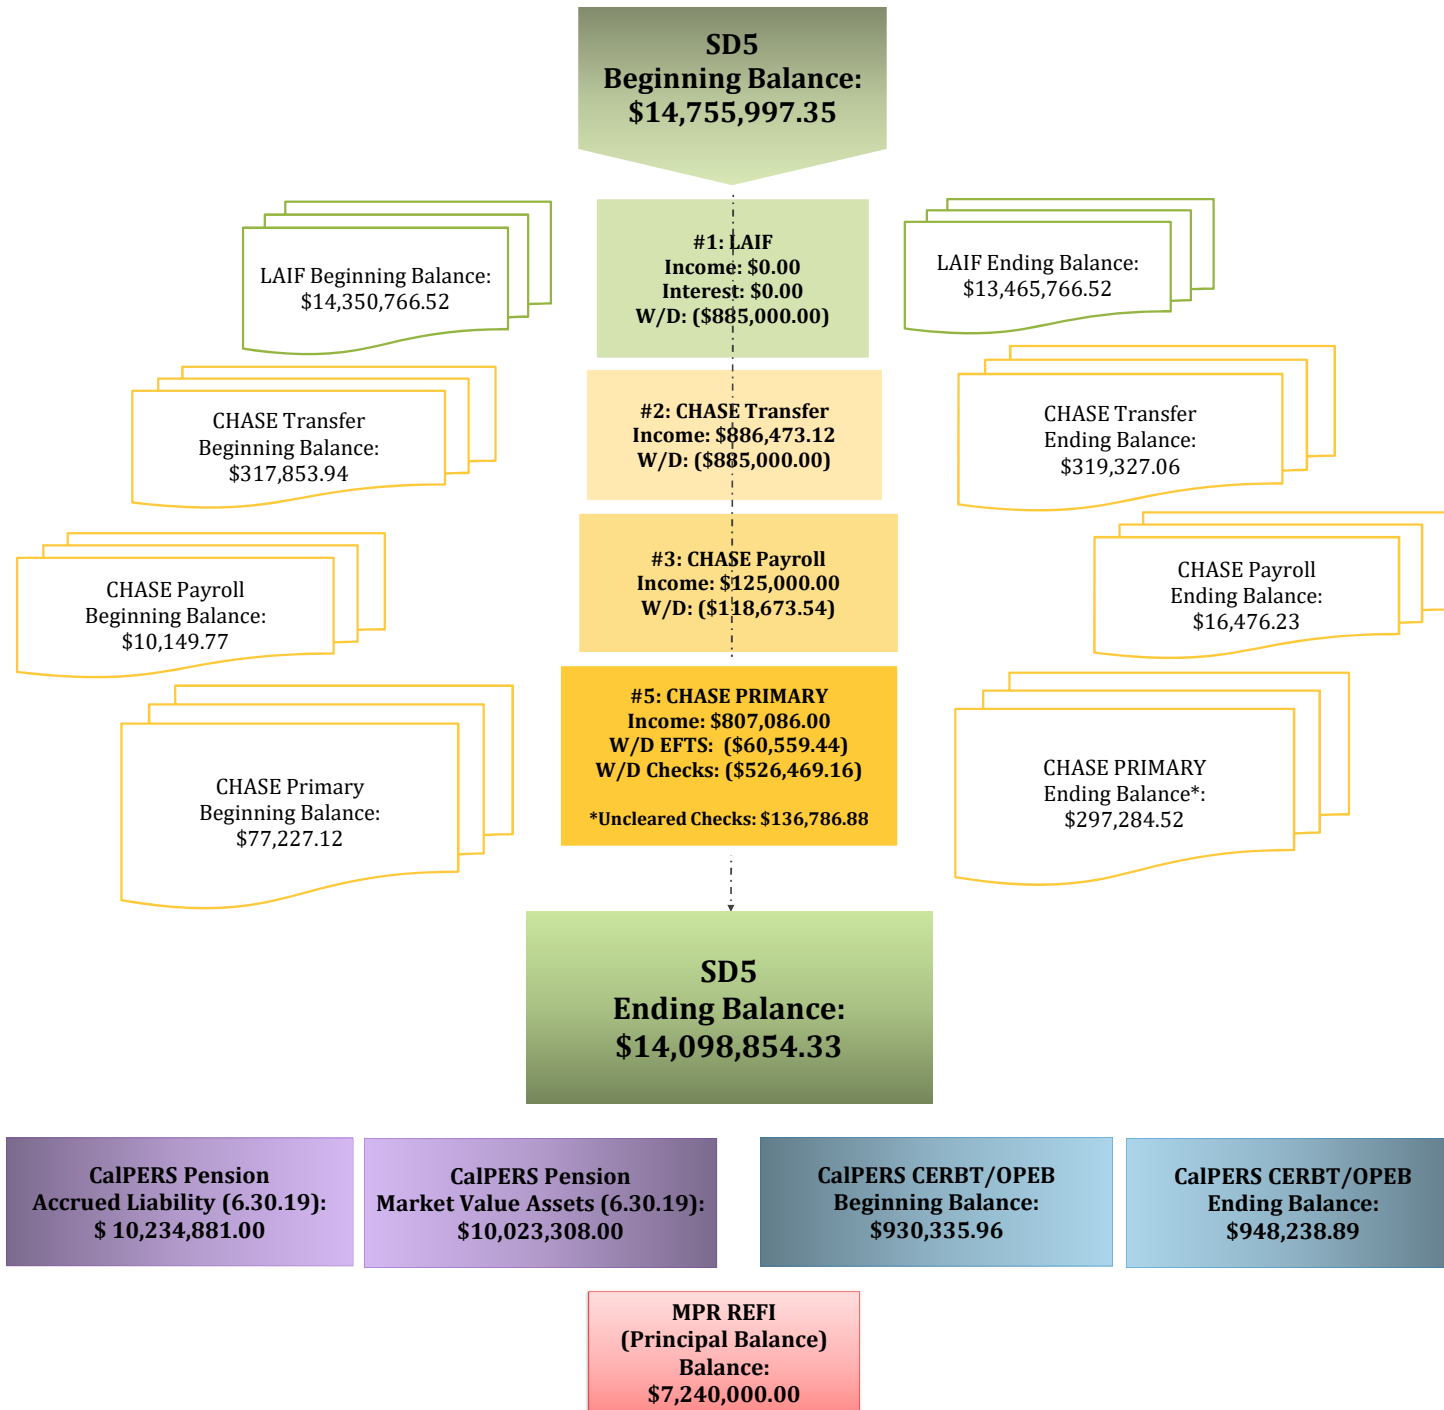 SD5
Beginning Balance:
$14,755,997.35
LAIF Beginning Balance:
$14,350,766.52
#1: LAIF
Income: $0.00
Interest: $0.00
W/D: ($885,000.00)
LAIF Ending Balance:
$13,465,766.52
CHASE Transfer
Beginning Balance:
$317,853.94
#2: CHASE Transfer
Income: $886,473.12
W/D: ($885,000.00)
CHASE Transfer
Ending Balance:
$319,327.06
CHASE Payroll
Beginning Balance:
$10,149.77
#3: CHASE Payroll
Income: $125,000.00
W/D: ($118,673.54)
CHASE Payroll
Ending Balance:
$16,476.23
CHASE Primary
Beginning Balance:
$77,227.12
#5: CHASE PRIMARY
Income: $807,086.00
W/D EFTS:  ($60,559.44)
W/D Checks: ($526,469.16)
*Uncleared Checks: $136,786.88
CHASE PRIMARY
Ending Balance*:
$297,284.52
SD5
Ending Balance:
$14,098,854.33
CalPERS Pension
Accrued Liability (6.30.19):
$ 10,234,881.00
CalPERS Pension
Market Value Assets (6.30.19):
$10,023,308.00
CalPERS CERBT/OPEB
Beginning Balance:
$930,335.96
CalPERS CERBT/OPEB
Ending Balance:
$948,238.89
MPR REFI
(Principal Balance)
Balance:
$7,240,000.00